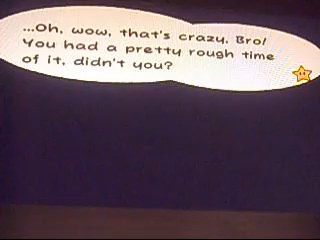 ...Oh, wow, that's crazy, Bro!
You had a pretty rough time
of it, didn't you?